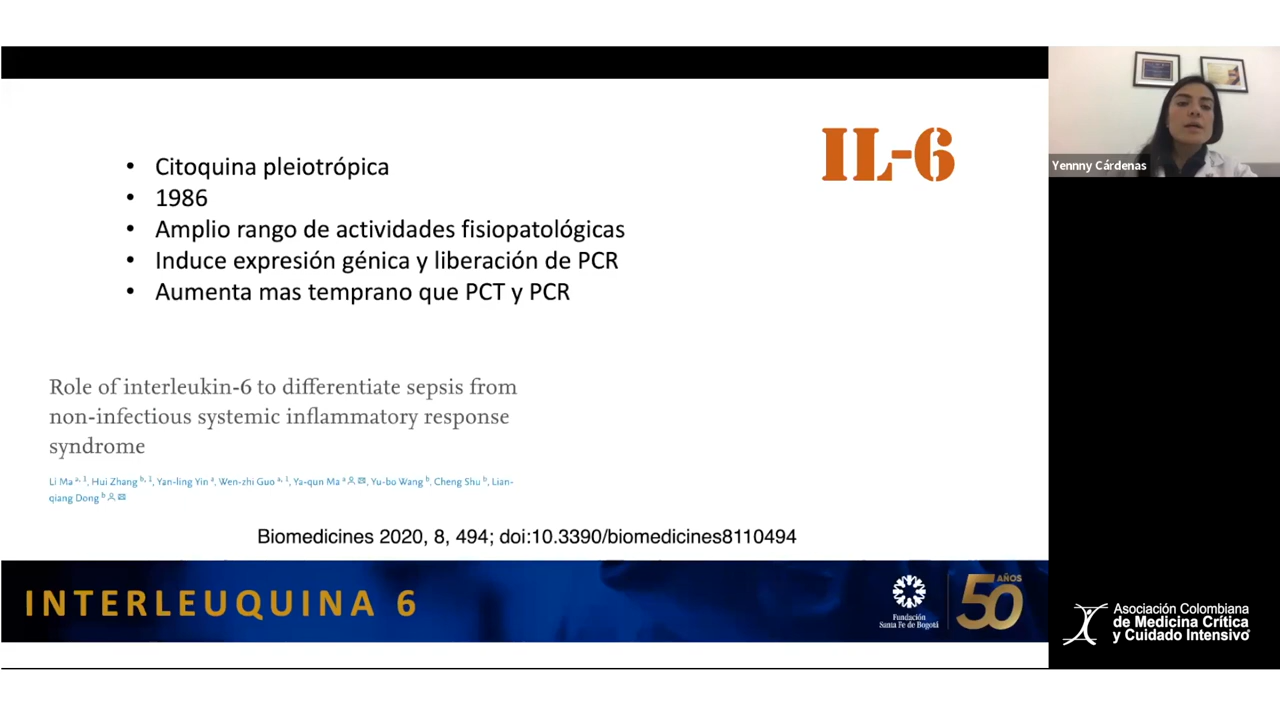 IL-6
• Citoquina pleiotrópica
• 1986
• Amplio rango de actividades fisiopatológicas
• Induce expresión génica y liberación de PCR
• Aumenta mas temprano que PCT y PCR
Role of interleukin-6 to differentiate sepsis from
non-infectious systemic inflammatory response
syndrome
Li Ma a, 1, Hui Zhang b, 1, Yan-ling Yin a, Wen-zhi Guo a, 1, Ya-qun Ma a, Yu-bo Wang b, Cheng Shu b, Lian-
qiang Dong b
Biomedicines 2020, 8, 494; doi:10.3390/biomedicines8110494
INTERLEUQUINA 6
Fundación
Santa Fe de Bogotá
50 AÑOS
Yennny Cárdenas
Asociación Colombiana
de Medicina Crítica
y Cuidado Intensivo